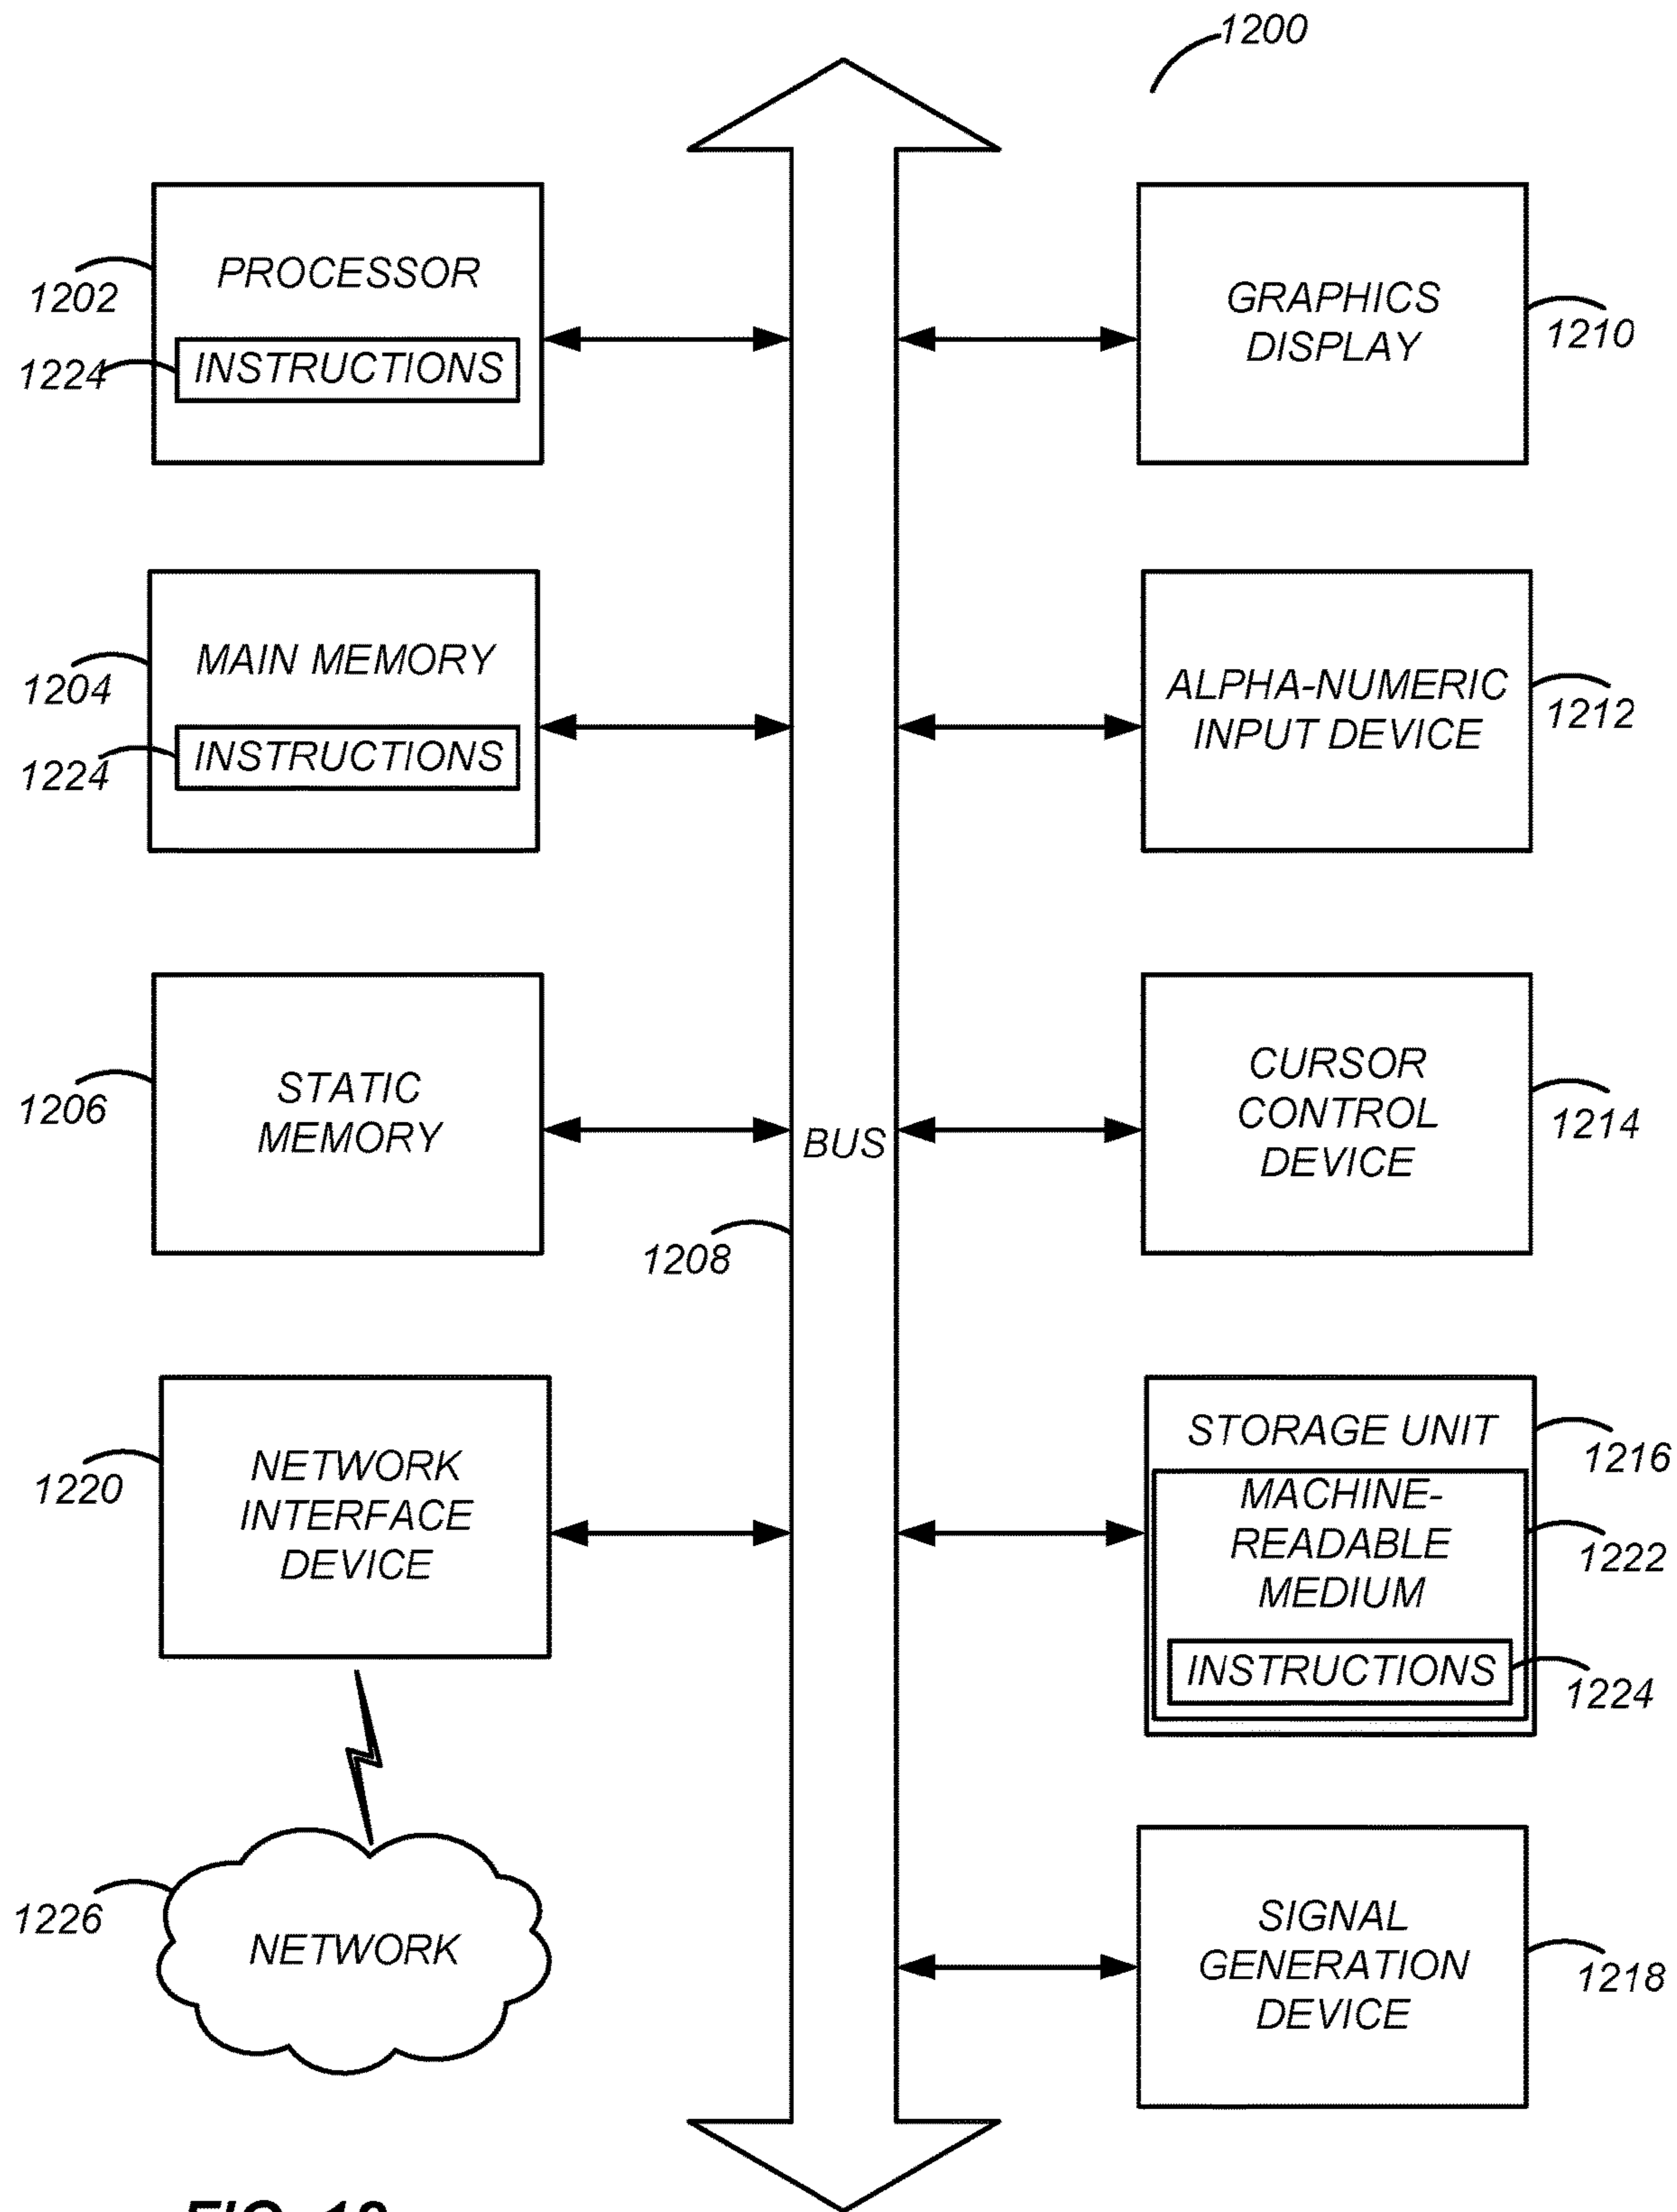 1200
PROCESSOR
1202
1224
INSTRUCTIONS
GRAPHICS
DISPLAY
1210
MAIN MEMORY
1204
1224
INSTRUCTIONS
ALPHA-NUMERIC
INPUT DEVICE
1212
STATIC
MEMORY
1206
BUS
1208
CURSOR
CONTROL
DEVICE
1214
NETWORK
INTERFACE
DEVICE
1220
STORAGE UNIT
1216
MACHINE-
READABLE
MEDIUM
1222
INSTRUCTIONS
1224
1226
NETWORK
SIGNAL
GENERATION
DEVICE
1218